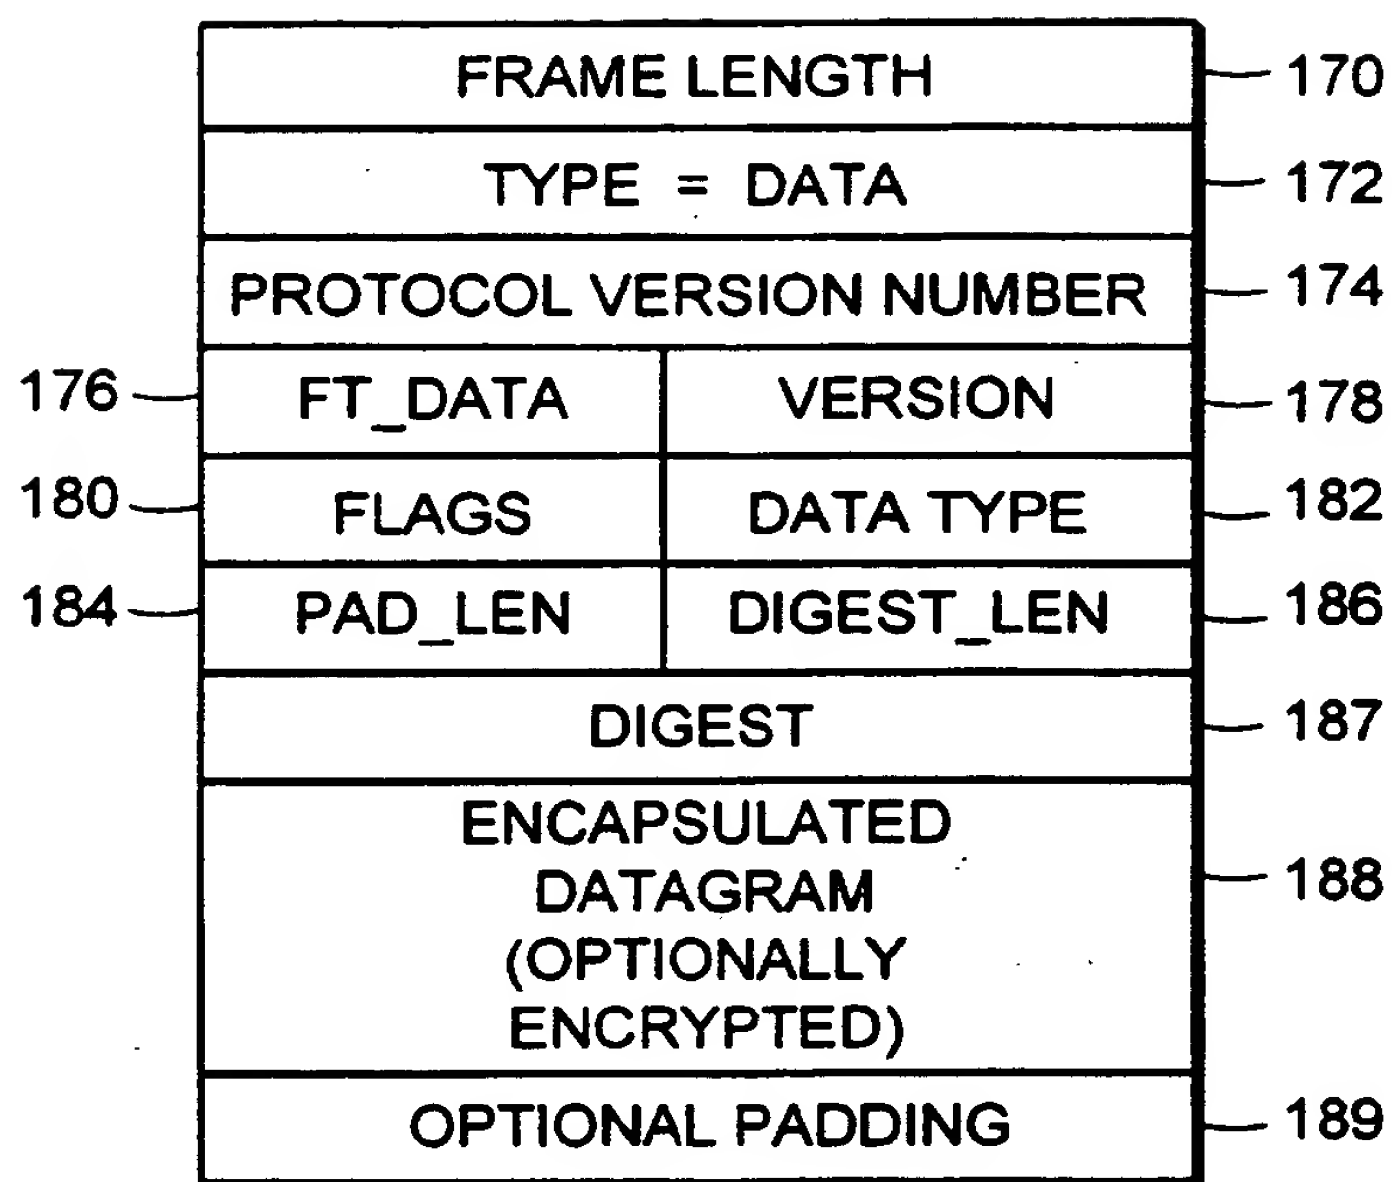 FRAME LENGTH 170
TYPE = DATA 172
PROTOCOL VERSION NUMBER 174
176 FT_DATA VERSION 178
180 FLAGS DATA TYPE 182
184 PAD_LEN DIGEST_LEN 186
DIGEST 187
ENCAPSULATED
DATAGRAM 188
(OPTIONALLY
ENCRYPTED)
OPTIONAL PADDING 189